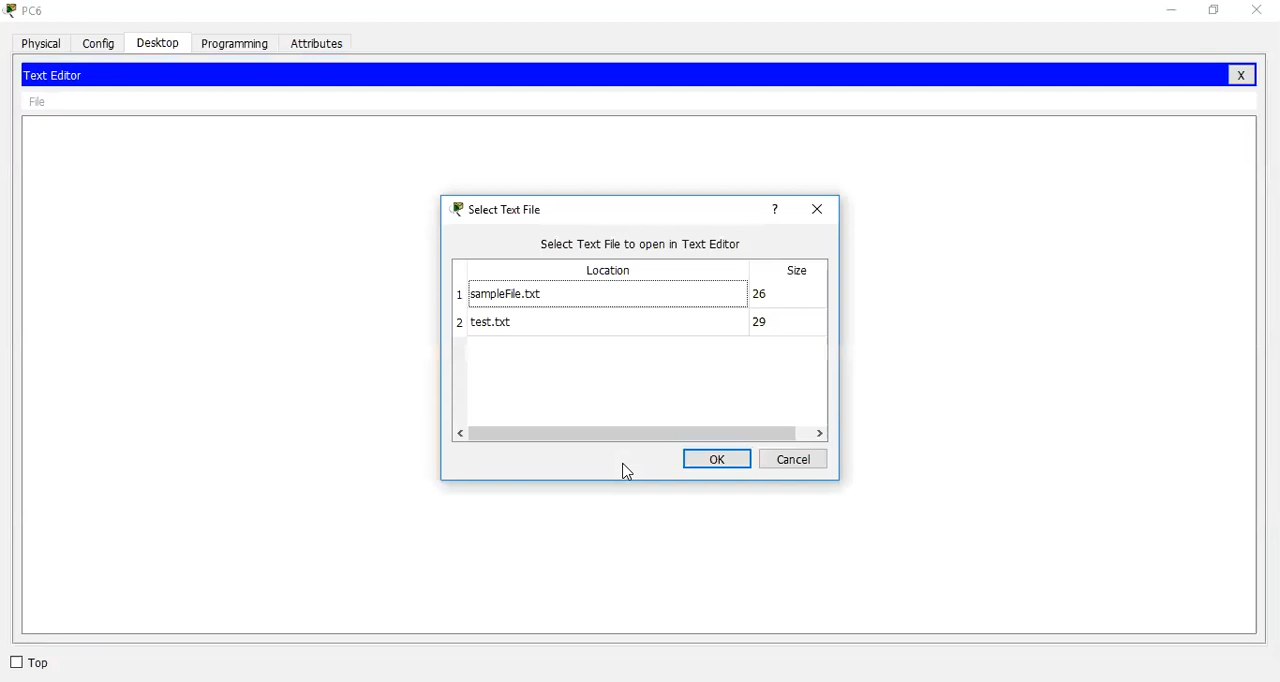 PC6
Physical Config Desktop Programming Attributes
Text Editor X
File
Select Text File ?
Select Text File to open in Text Editor
Location Size
1 sampleFile.txt 26
2 test.txt 29
OK Cancel
Top